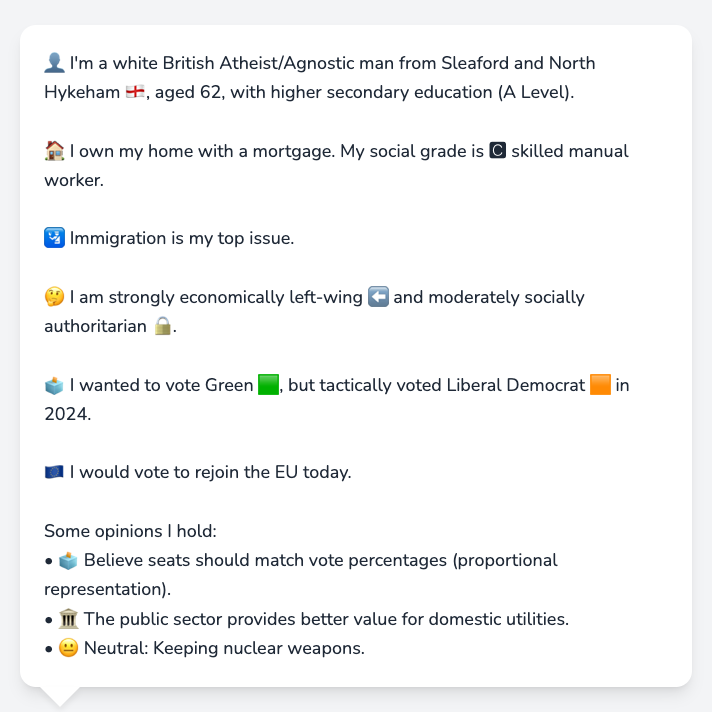 👤 I'm a white British Atheist/Agnostic man from Sleaford and North
Hykeham 🏴󠁧󠁢󠁥󠁮󠁧󠁿, aged 62, with higher secondary education (A Level).
🏠 I own my home with a mortgage. My social grade is C skilled manual
worker.
🛂 Immigration is my top issue.
🤔 I am strongly economically left-wing ⬅️ and moderately socially
authoritarian 🔒.
🗳️ I wanted to vote Green 🟩, but tactically voted Liberal Democrat 🟧 in
2024.
🇪🇺 I would vote to rejoin the EU today.
Some opinions I hold:
• 🗳️ Believe seats should match vote percentages (proportional
representation).
• 🏛️ The public sector provides better value for domestic utilities.
• 😐 Neutral: Keeping nuclear weapons.